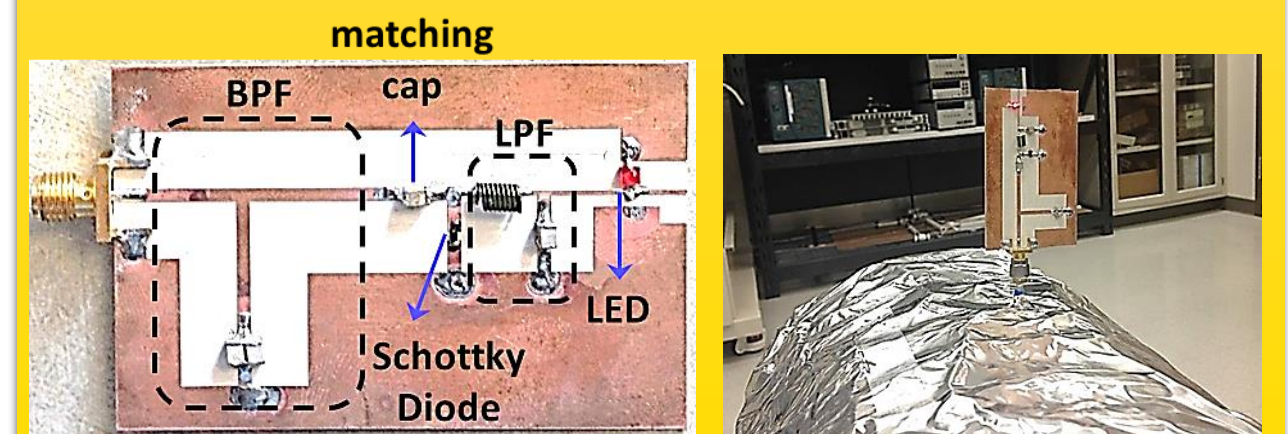 matching
cap
BPF
LPF
LED
Schottky
Diode